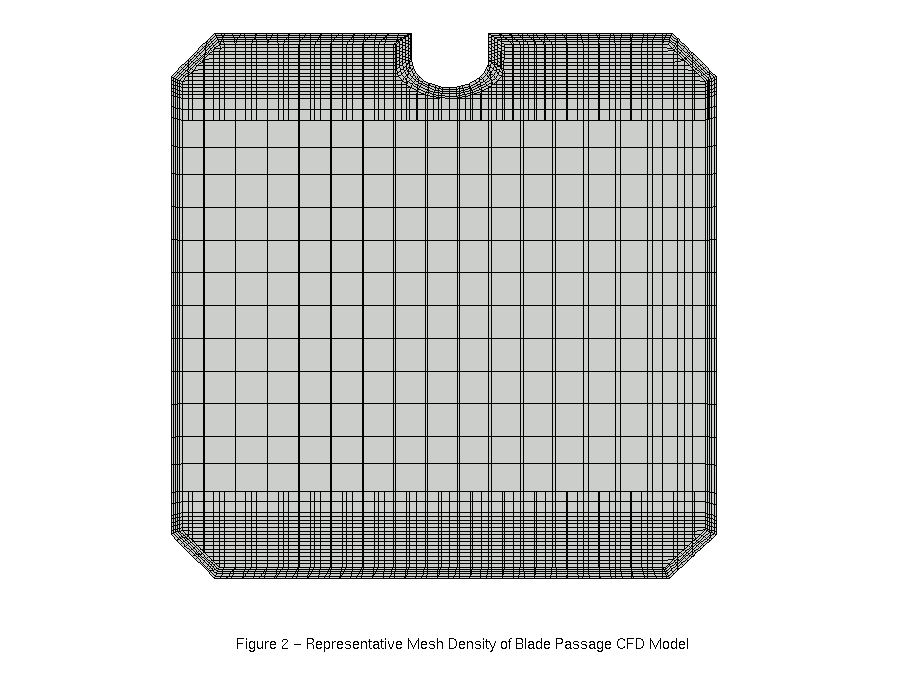 Figure 2 – Representative Mesh Density of Blade Passage CFD Model